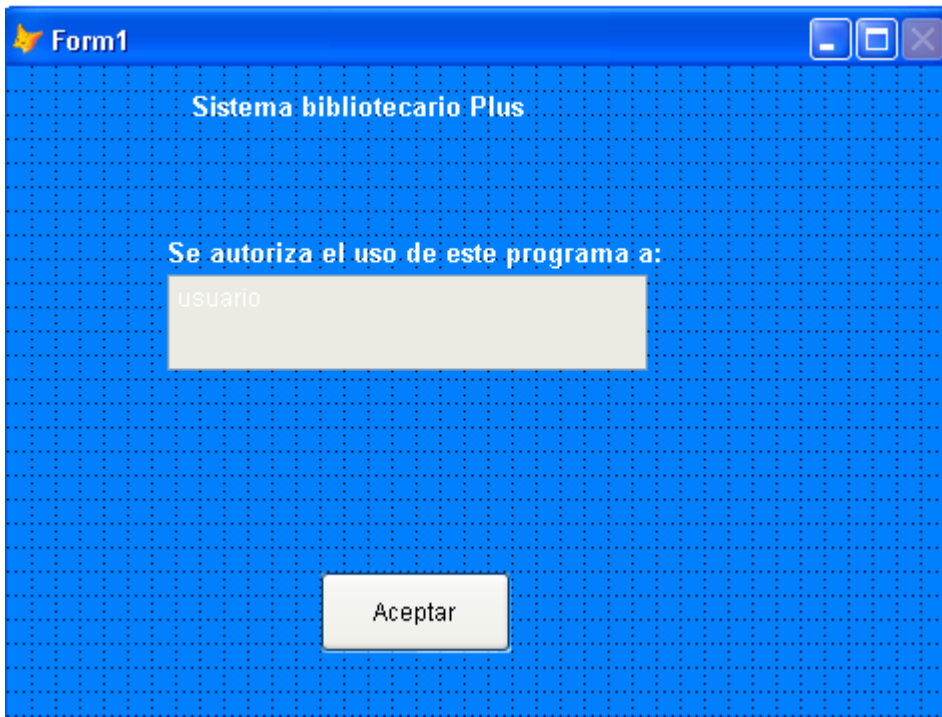 Form1
Sistema bibliotecario Plus
Se autoriza el uso de este programa a:
usuario
Aceptar